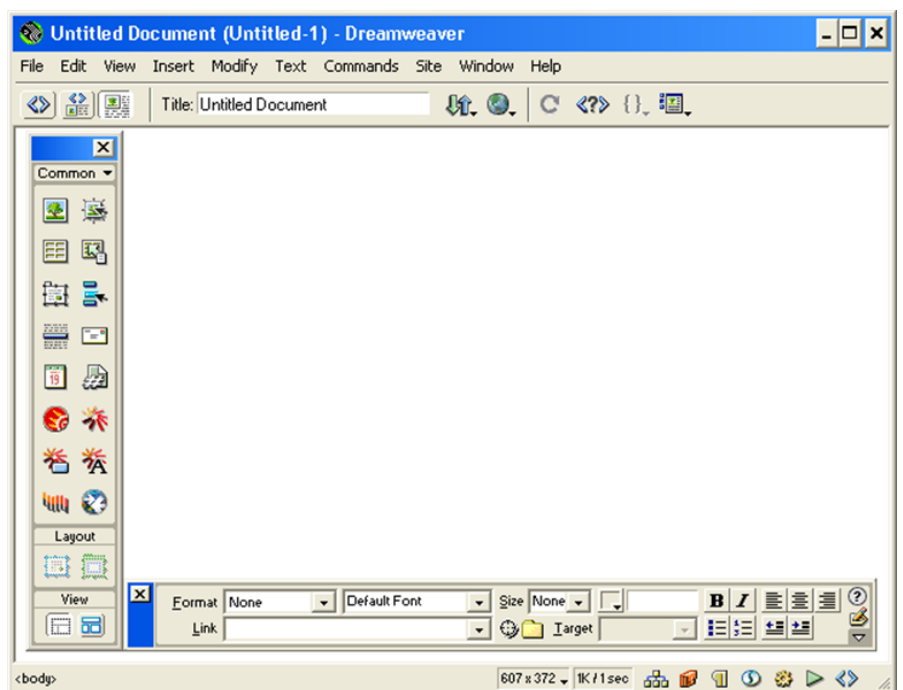 Untitled Document (Untitled-1) - Dreamweaver
File Edit View Insert Modify Text Commands Site Window Help
Title: Untitled Document
Common
19
Layout
View
Format None Default Font Size None B I
Link Target
<body> 607 x 372 1K / 1 sec